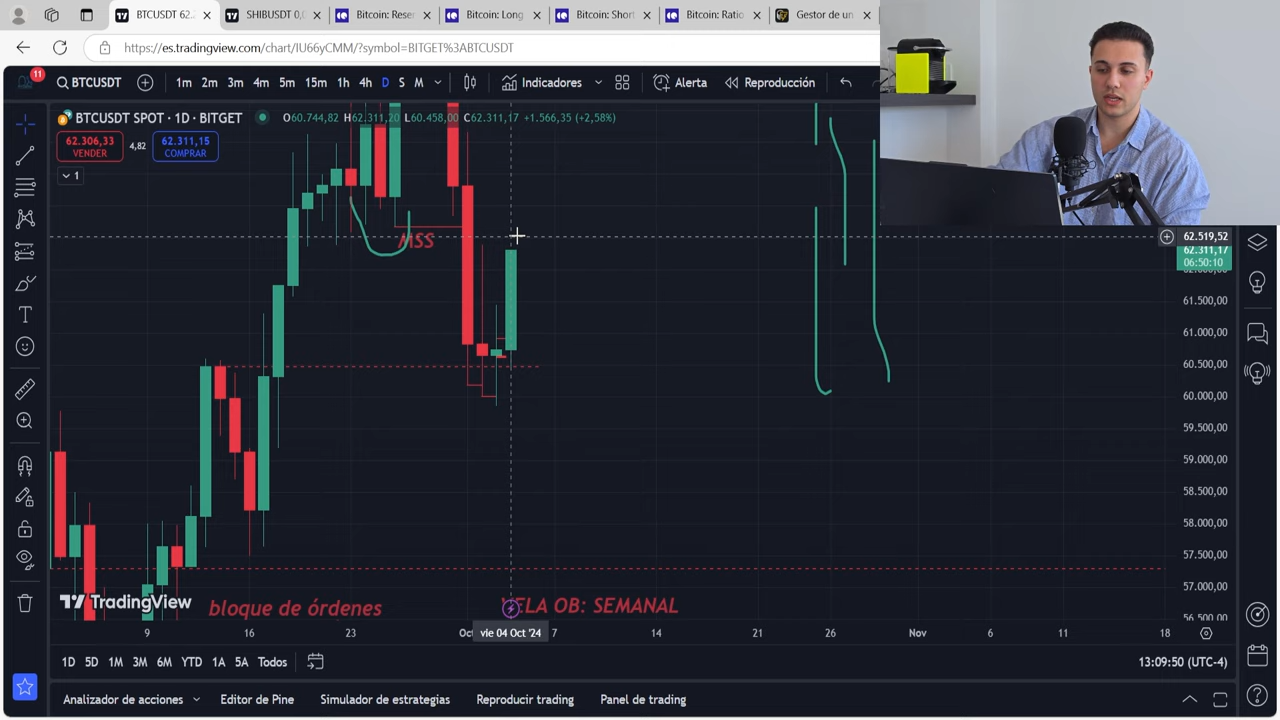 BTCUSDT 62.
SHIBUSDT 0,0
Bitcoin: Rese
Bitcoin: Long
Bitcoin: Short
Bitcoin: Ratio
Gestor de un
https://es.tradingview.com/chart/IU66yCMM/?symbol=BITGET%3ABTCUSDT
11
BTCUSDT
1m 2m 3m 4m 5m 15m 1h 4h D
Indicadores
Alerta
Reproducción
BTCUSDT SPOT · 1D · BITGET
O60.744,82 H62.311,20 L60.458,00 C62.311,17 +1.566,35 (+2,58%)
62.306,33
VENDER
4,82
62.311,15
COMPRAR
1
MSS
62.519,52
62.311,17
06:50:10
62.000,00
61.500,00
61.000,00
60.500,00
60.000,00
59.500,00
59.000,00
58.500,00
58.000,00
57.500,00
57.000,00
56.500,00
TradingView
bloque de órdenes
VELA OB: SEMANAL
9 16 23 Oct vie 04 Oct '24 7 14 21 26 Nov 6 11 18
1D 5D 1M 3M 6M YTD 1A 5A Todos
13:09:50 (UTC-4)
Analizador de acciones
Editor de Pine
Simulador de estrategias
Reproducir trading
Panel de trading